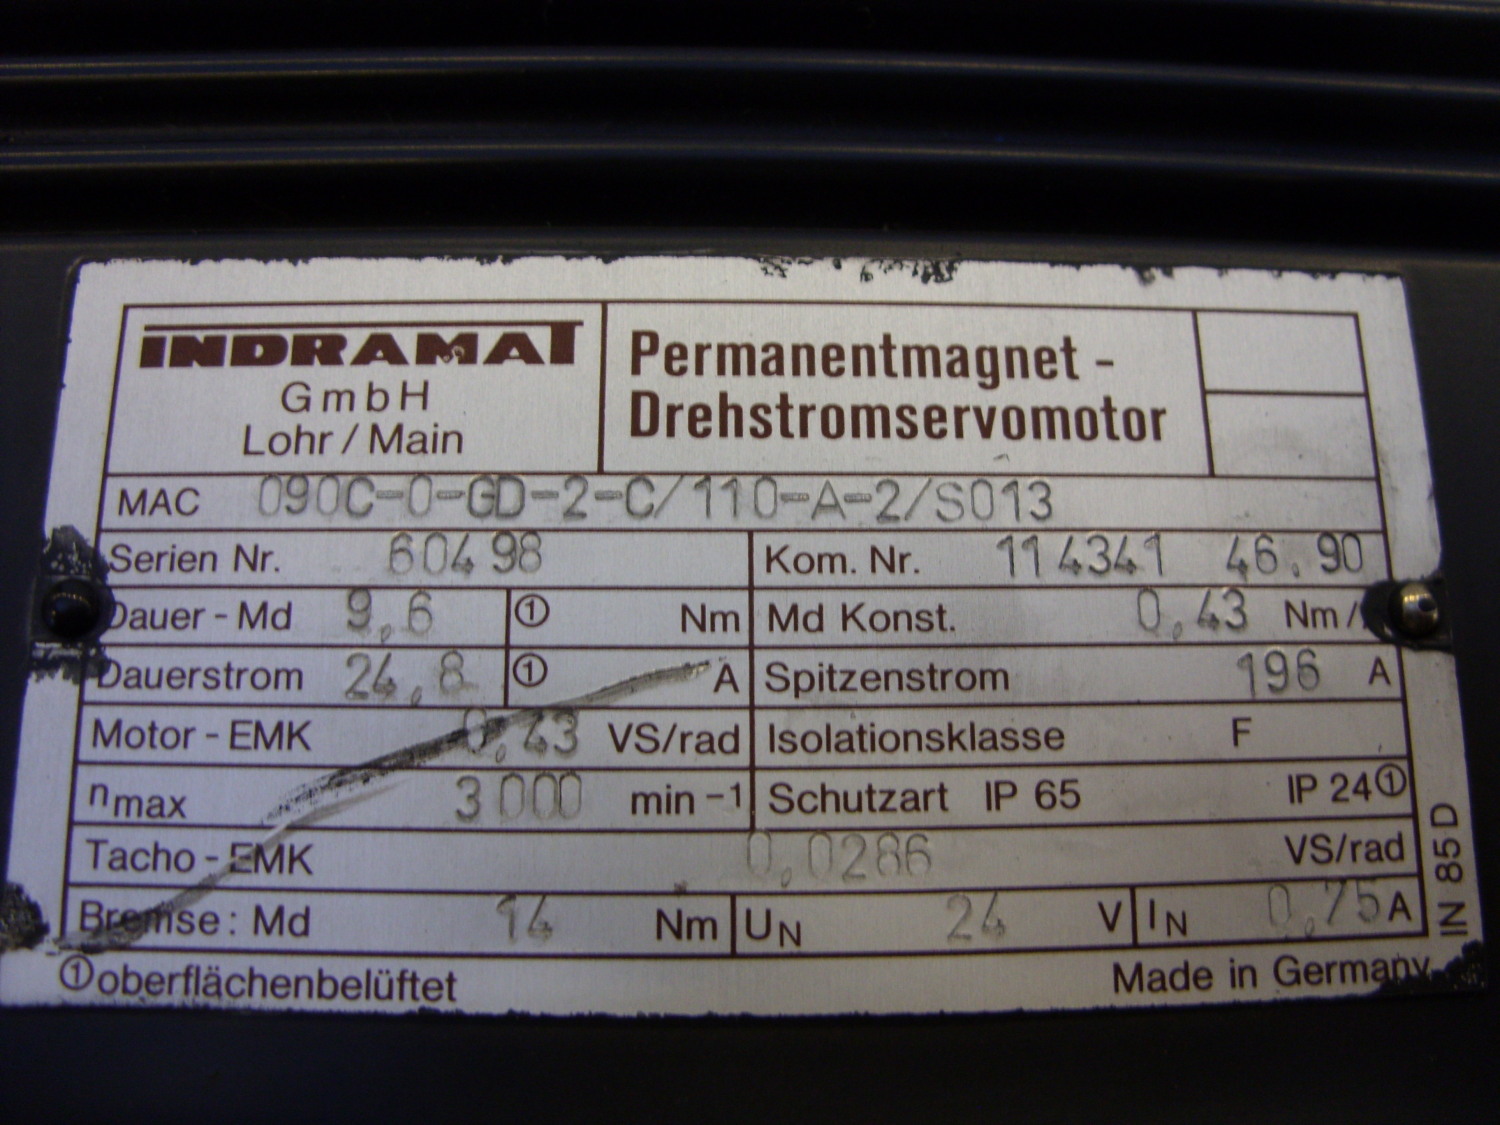 INDRAMAT
GmbH
Lohr / Main
Permanentmagnet -
Drehstromservomotor
MAC 090C-0-GD-2-C/110-A-2/S013
Serien Nr. 60498 Kom. Nr. 114341 46.90
Dauer - Md 9,6 ① Nm Md Konst. 0,43 Nm/
Dauerstrom 24,8 ① A Spitzenstrom 196 A
Motor - EMK 0,43 VS/rad Isolationsklasse F
nmax 3000 min -1 Schutzart IP 65 IP 24①
Tacho - EMK 0,0286 VS/rad
Bremse: Md 14 Nm UN 24 V IN 0,75 A
①oberflächenbelüftet Made in Germany
IN 85 D